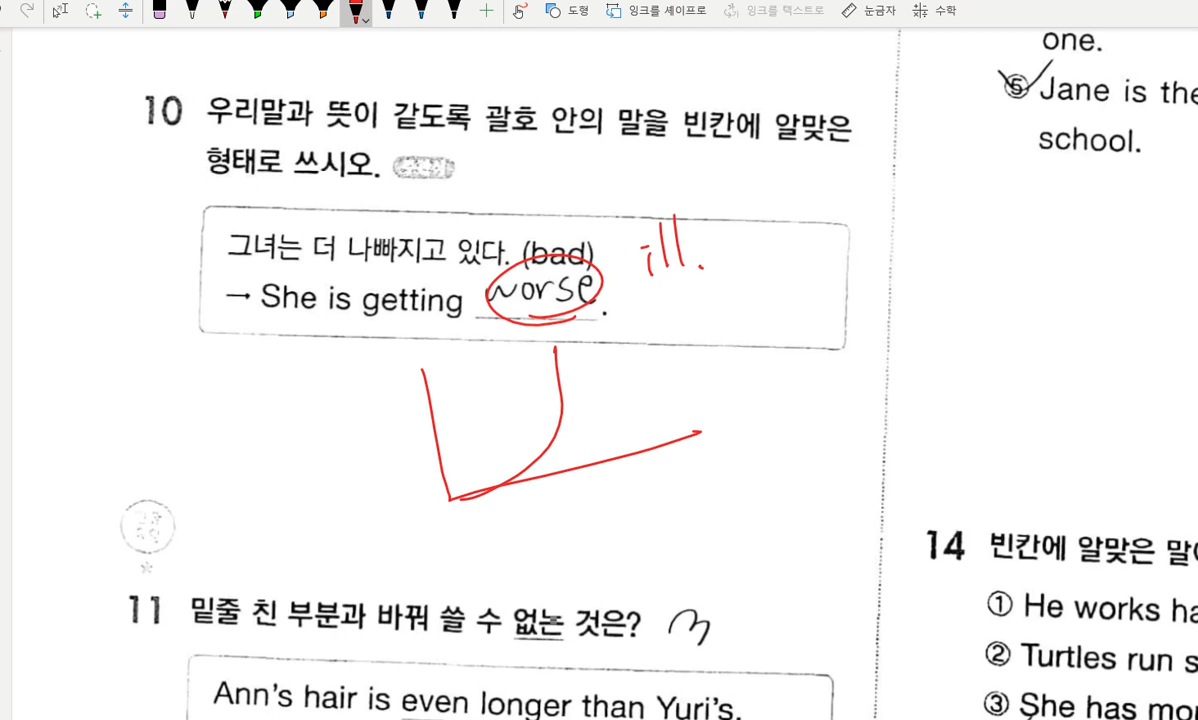 도형 잉크를 셰이프로 잉크를 텍스트로 눈금자 수학
one.
⑤ Jane is the
school.
10 우리말과 뜻이 같도록 괄호 안의 말을 빈칸에 알맞은
형태로 쓰시오.
그녀는 더 나빠지고 있다. (bad) ill.
→ She is getting worse.
11 밑줄 친 부분과 바꿔 쓸 수 없는 것은?
Ann's hair is even longer than Yuri's.
14 빈칸에 알맞은 말
① He works ha
② Turtles run s
③ She has mo